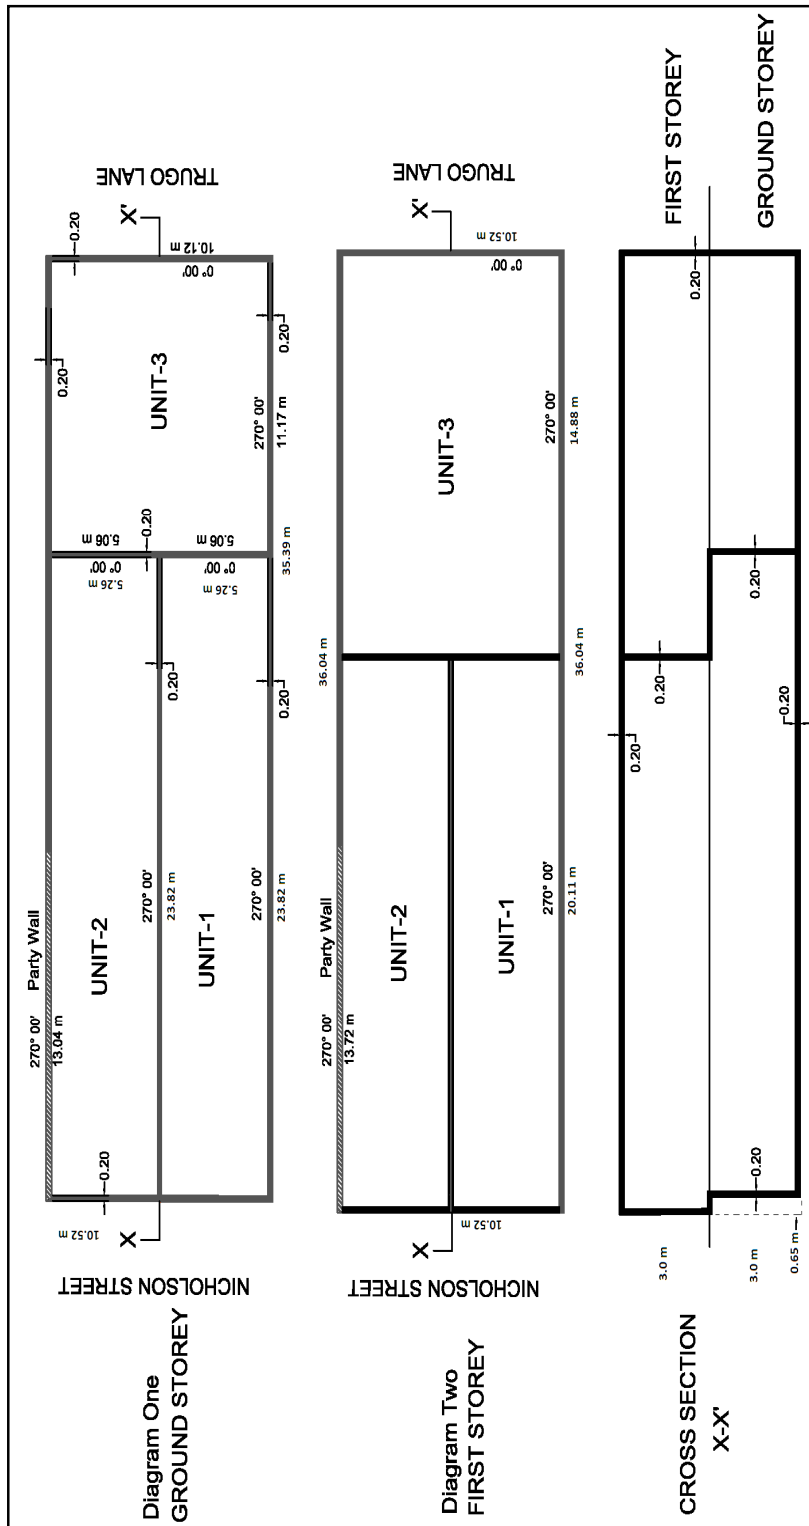 Diagram One
GROUND STOREY
NICHOLSON STREET
TRUGO LANE
X
X'
270° 00' Party Wall
13.04 m
UNIT-2
270° 00'
23.82 m
UNIT-1
270° 00'
23.82 m
10.52 m
0.20
0.20
0.20
0.20
5.06 m
5.06 m
0° 00'
0° 00'
5.26 m
5.26 m
35.39 m
UNIT-3
270° 00'
11.17 m
0.20
0.20
0.20
10.12 m
0° 00'
Diagram Two
FIRST STOREY
NICHOLSON STREET
TRUGO LANE
X
X'
270° 00' Party Wall
13.72 m
36.04 m
UNIT-2
UNIT-1
270° 00'
20.11 m
10.52 m
36.04 m
UNIT-3
270° 00'
14.88 m
10.52 m
0° 00'
CROSS SECTION
X-X'
FIRST STOREY
GROUND STOREY
3.0 m
3.0 m
0.65 m
0.20
0.20
0.20
0.20
0.20
0.20